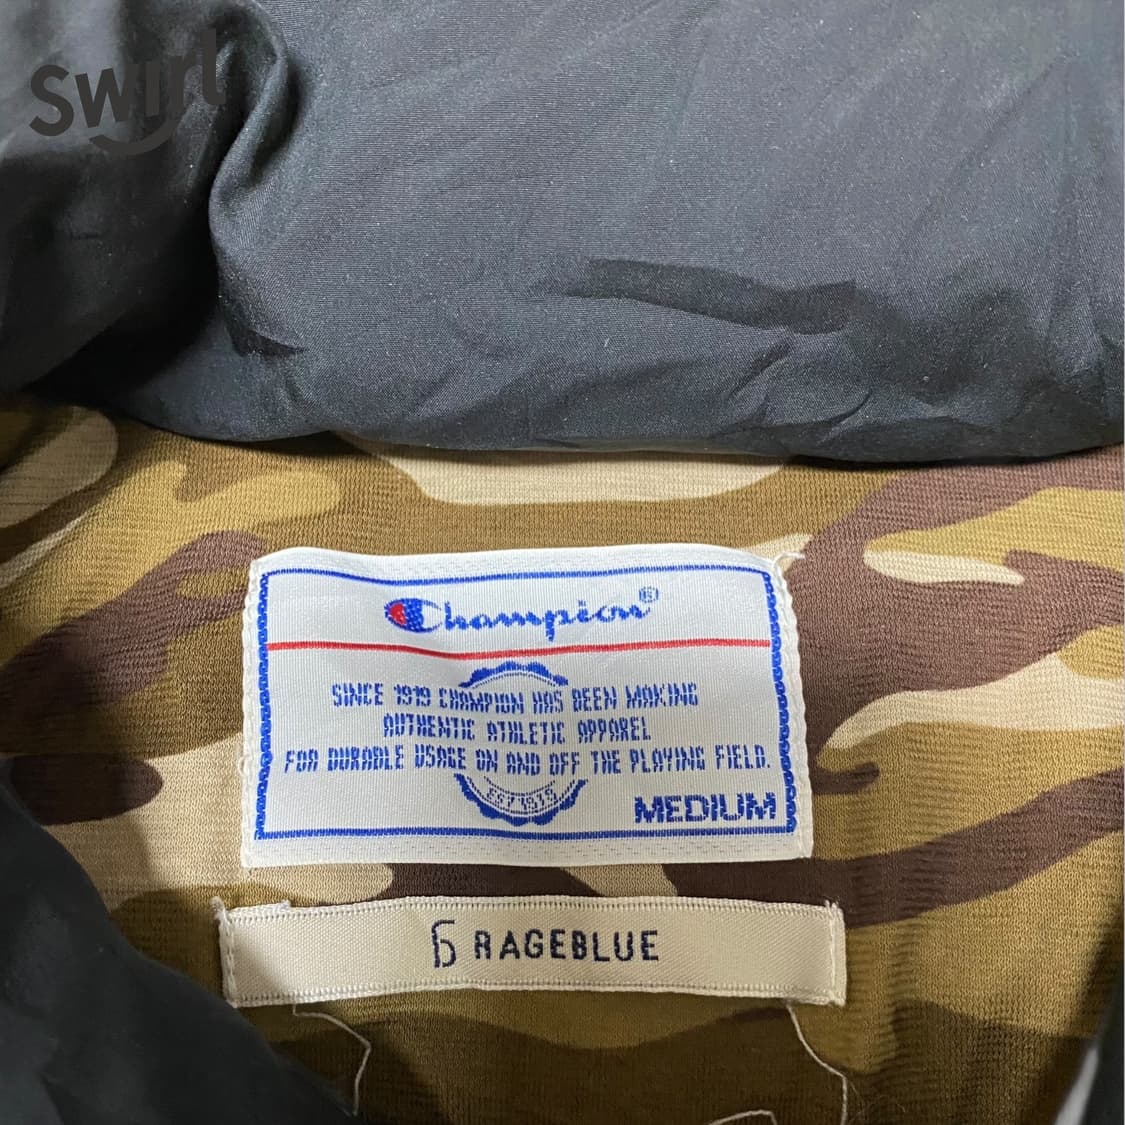 Swirl
Champion®
SINCE 1919 CHAMPION HAS BEEN MAKING
AUTHENTIC ATHLETIC APPAREL
FOR DURABLE USAGE ON AND OFF THE PLAYING FIELD.
EST 1919
MEDIUM
RAGEBLUE